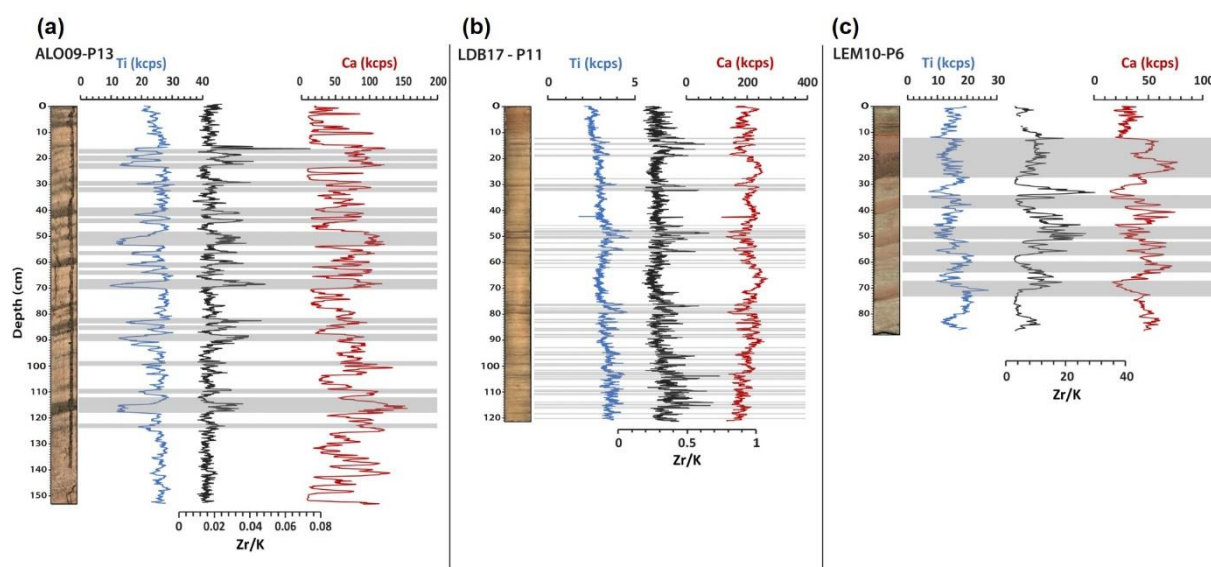 (a)
ALO09-P13
Ti (kcps)
Ca (kcps)
0 10 20 30 40
0 50 100 150 200
0
10
20
30
40
50
60
70
80
90
100
110
120
130
140
150
Depth (cm)
0 0.02 0.04 0.06 0.08
Zr/K
(b)
LDB17 - P11
Ti (kcps)
Ca (kcps)
0 5
0 200 400
0
10
20
30
40
50
60
70
80
90
100
110
120
0 0.5 1
Zr/K
(c)
LEM10-P6
Ti (kcps)
Ca (kcps)
0 10 20 30
0 50 100
0
10
20
30
40
50
60
70
80
0 20 40
Zr/K